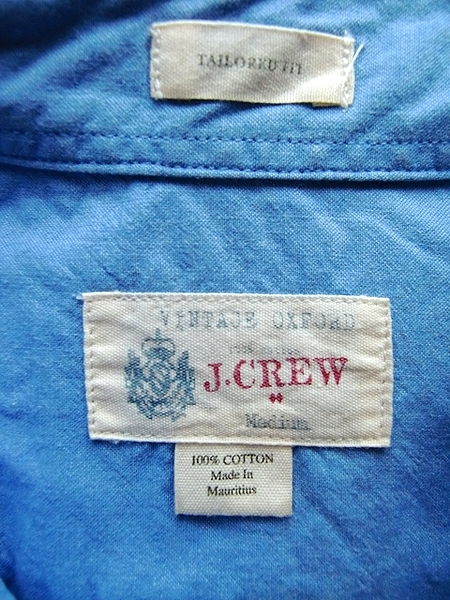 TAILORED FIT
VINTAGE OXFORD
J.CREW
Medium
100% COTTON
Made In
Mauritius